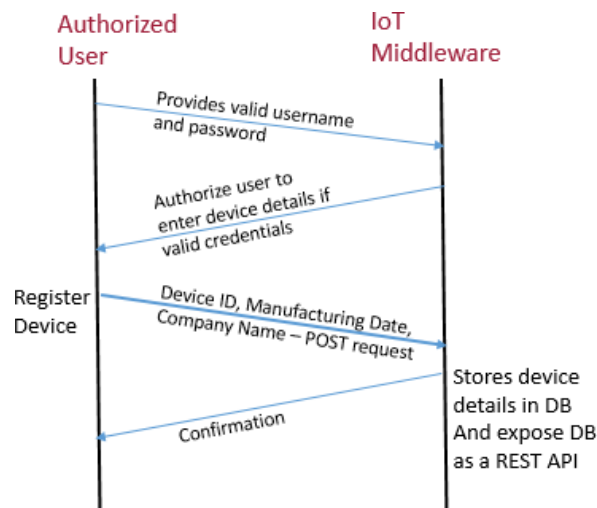 Authorized
User
IoT
Middleware
Provides valid username
and password
Authorize user to
enter device details if
valid credentials
Register
Device
Device ID, Manufacturing Date,
Company Name – POST request
Stores device
details in DB
And expose DB
as a REST API
Confirmation